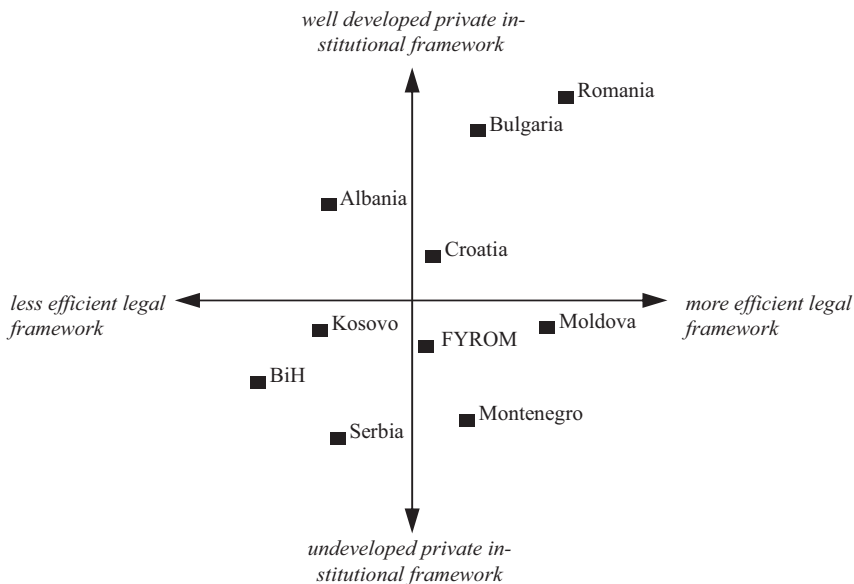 well developed private in-
stitutional framework
Romania
Bulgaria
Albania
Croatia
less efficient legal
framework
more efficient legal
framework
Kosovo
FYROM
Moldova
BiH
Serbia
Montenegro
undeveloped private in-
stitutional framework